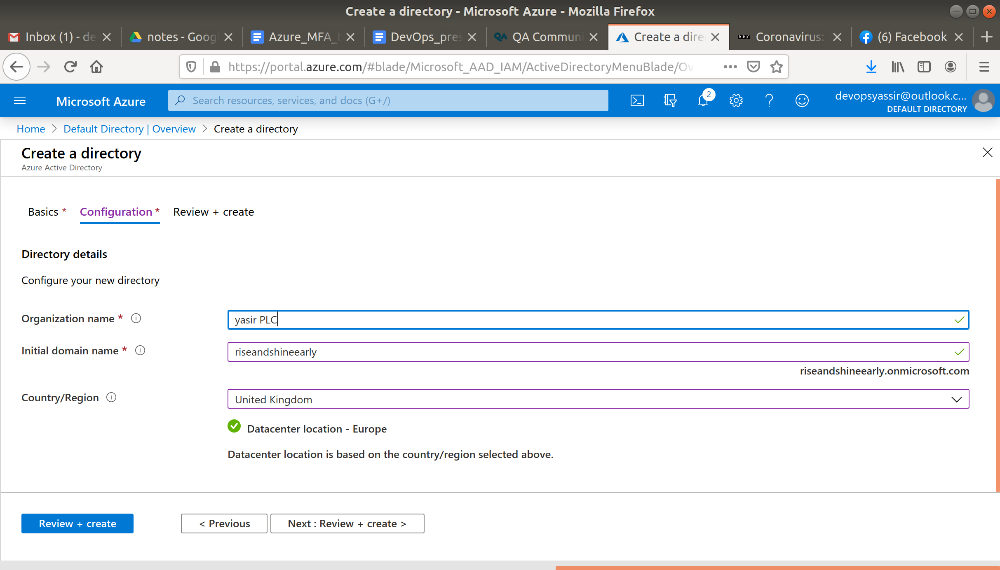 Create a directory - Microsoft Azure - Mozilla Firefox
Inbox (1) - de
notes - Googl
Azure_MFA_t
DevOps_pres
QA Communi
Create a dire
BBC Coronavirus:
(6) Facebook
https://portal.azure.com/#blade/Microsoft_AAD_IAM/ActiveDirectoryMenuBlade/Ov
Microsoft Azure
Search resources, services, and docs (G+/)
2
devopsyassir@outlook.c...
DEFAULT DIRECTORY
Home > Default Directory | Overview > Create a directory
Create a directory
Azure Active Directory
Basics * Configuration * Review + create
Directory details
Configure your new directory
Organization name *
yasir PLC
Initial domain name *
riseandshineearly
riseandshineearly.onmicrosoft.com
Country/Region
United Kingdom
Datacenter location - Europe
Datacenter location is based on the country/region selected above.
Review + create
< Previous
Next : Review + create >